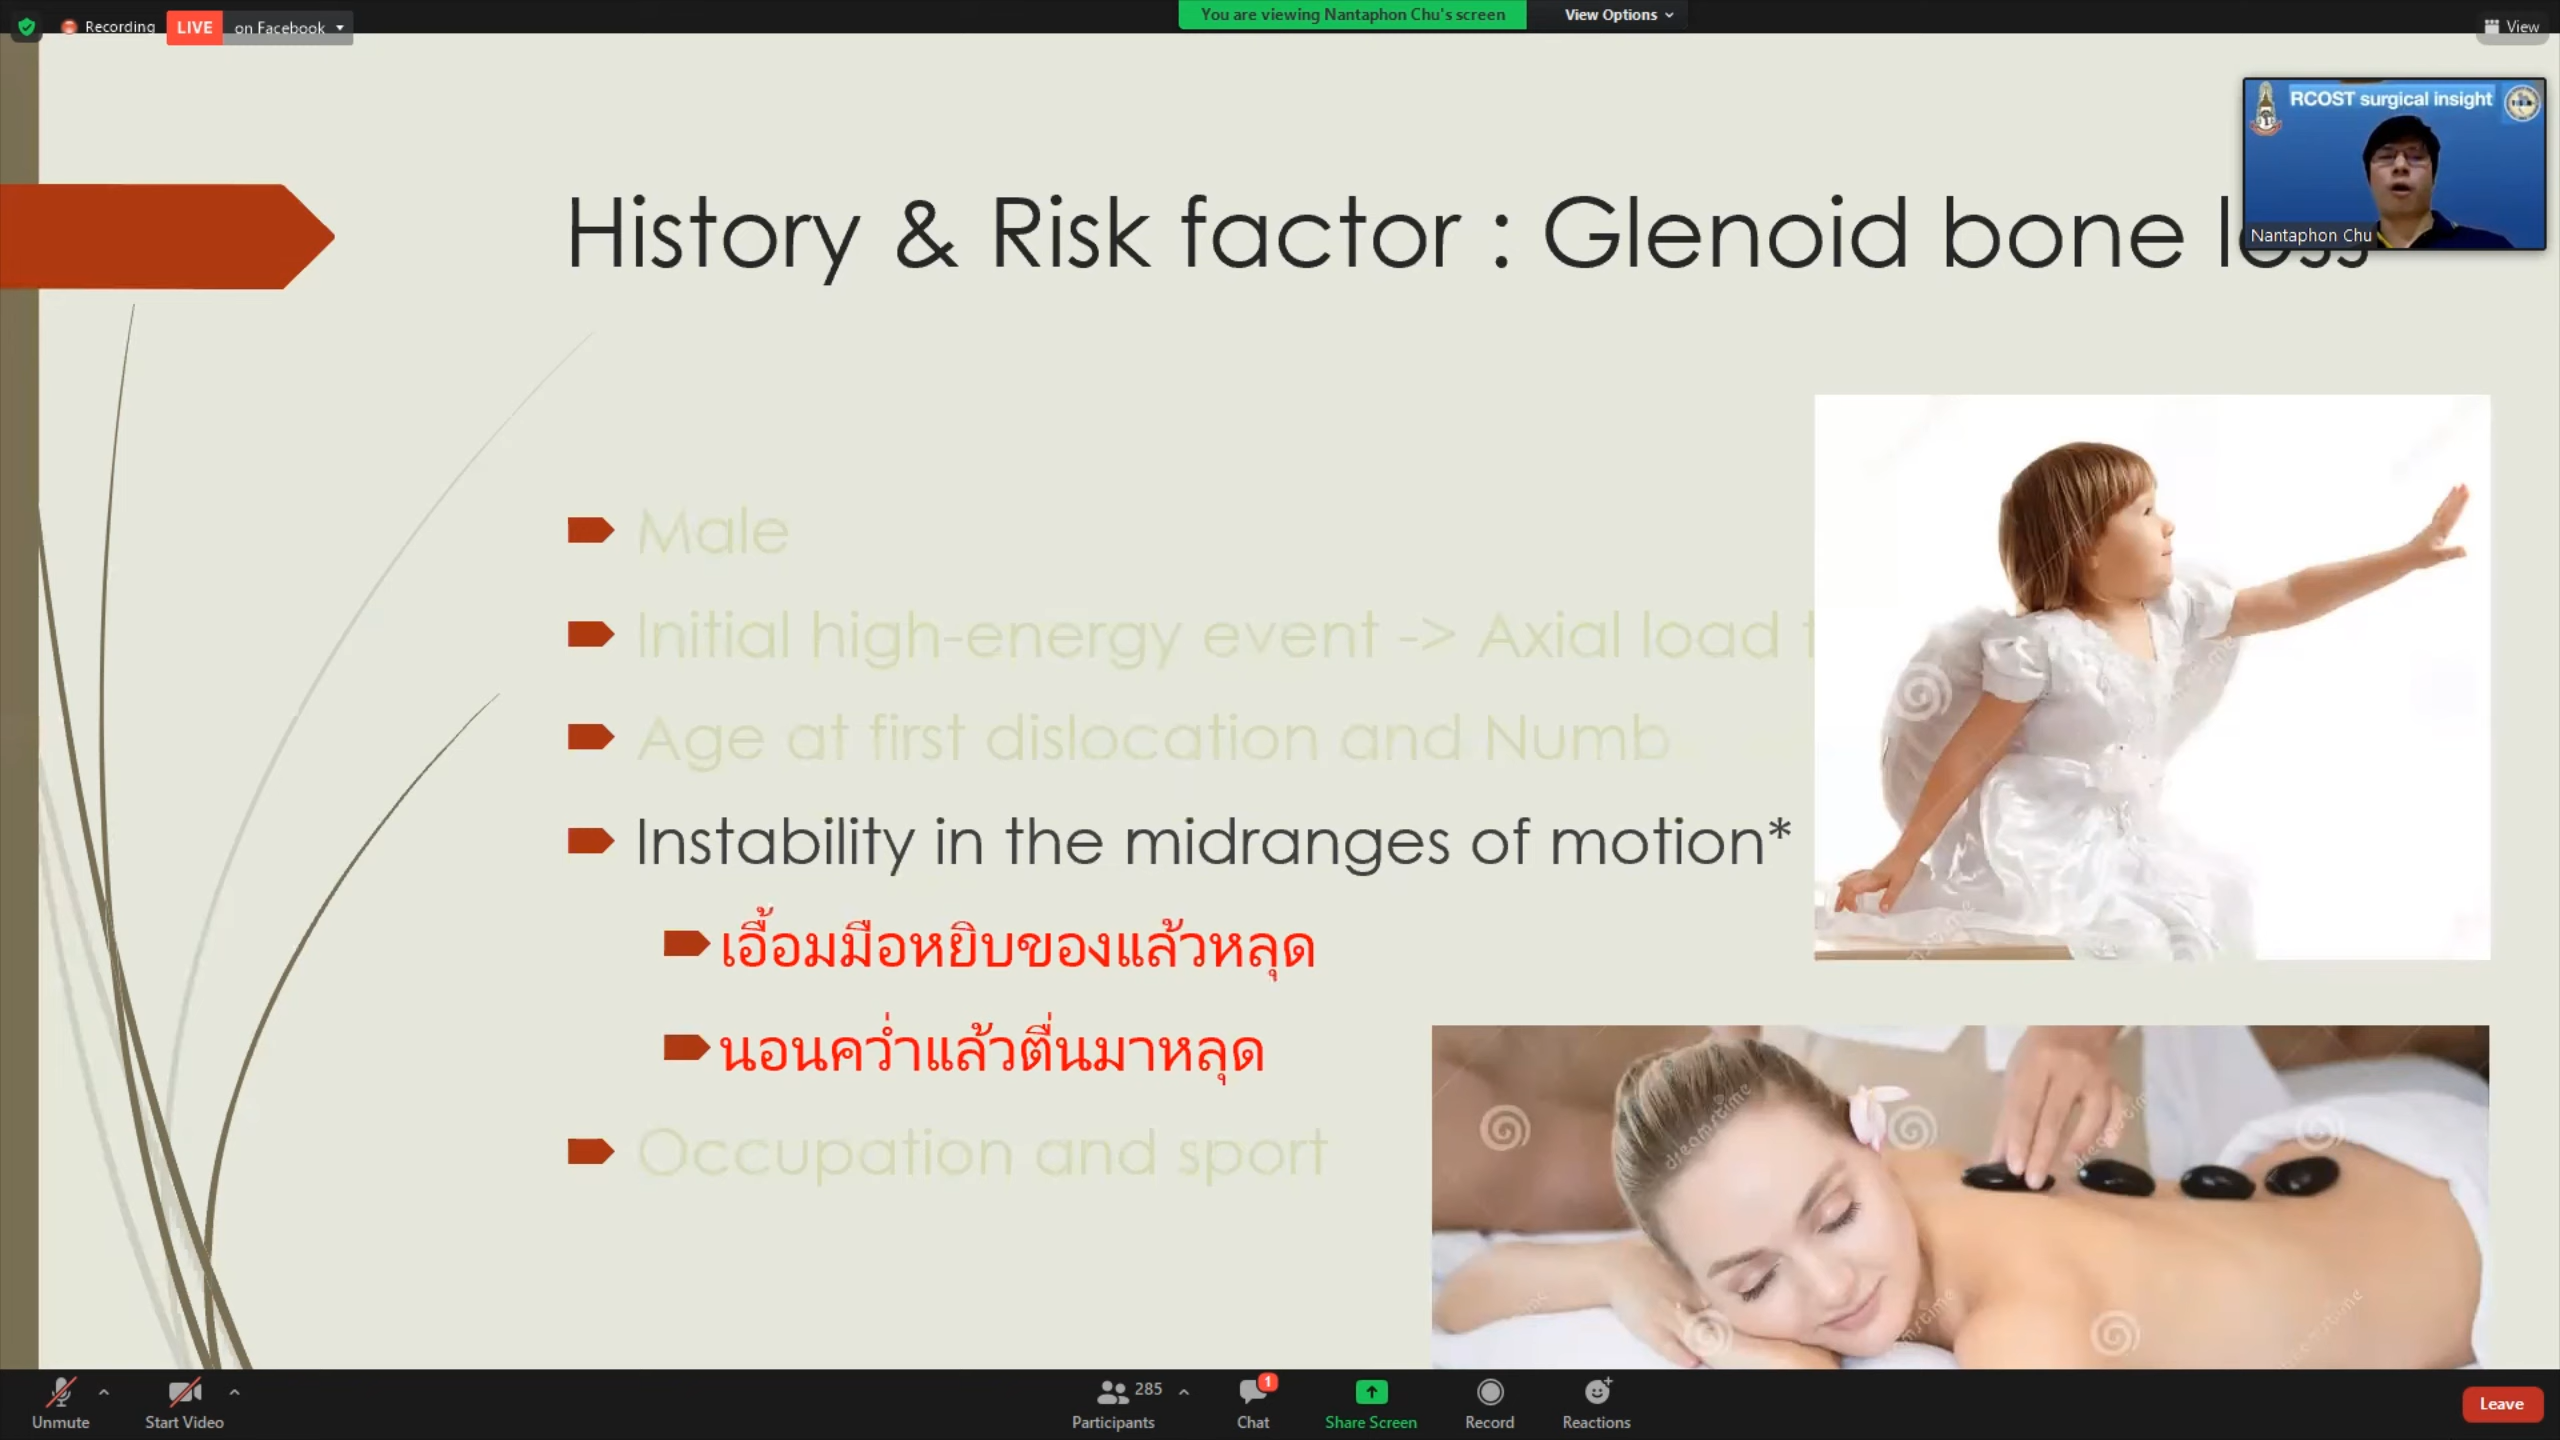 You are viewing Nantaphon Chu's screen
View Options
Recording
LIVE
on Facebook
View
RCOST surgical insight
Nantaphon Chu
History & Risk factor : Glenoid bone loss
Male
Initial high-energy event -> Axial load
Age at first dislocation and Numb
Instability in the midranges of motion*
เอื้อมมือหยิบของแล้วหลุด
นอนคว่ำแล้วตื่นมาหลุด
Occupation and sport
dreamstime
dreamstime
Unmute
Start Video
285
Participants
1
Chat
Share Screen
Record
Reactions
Leave